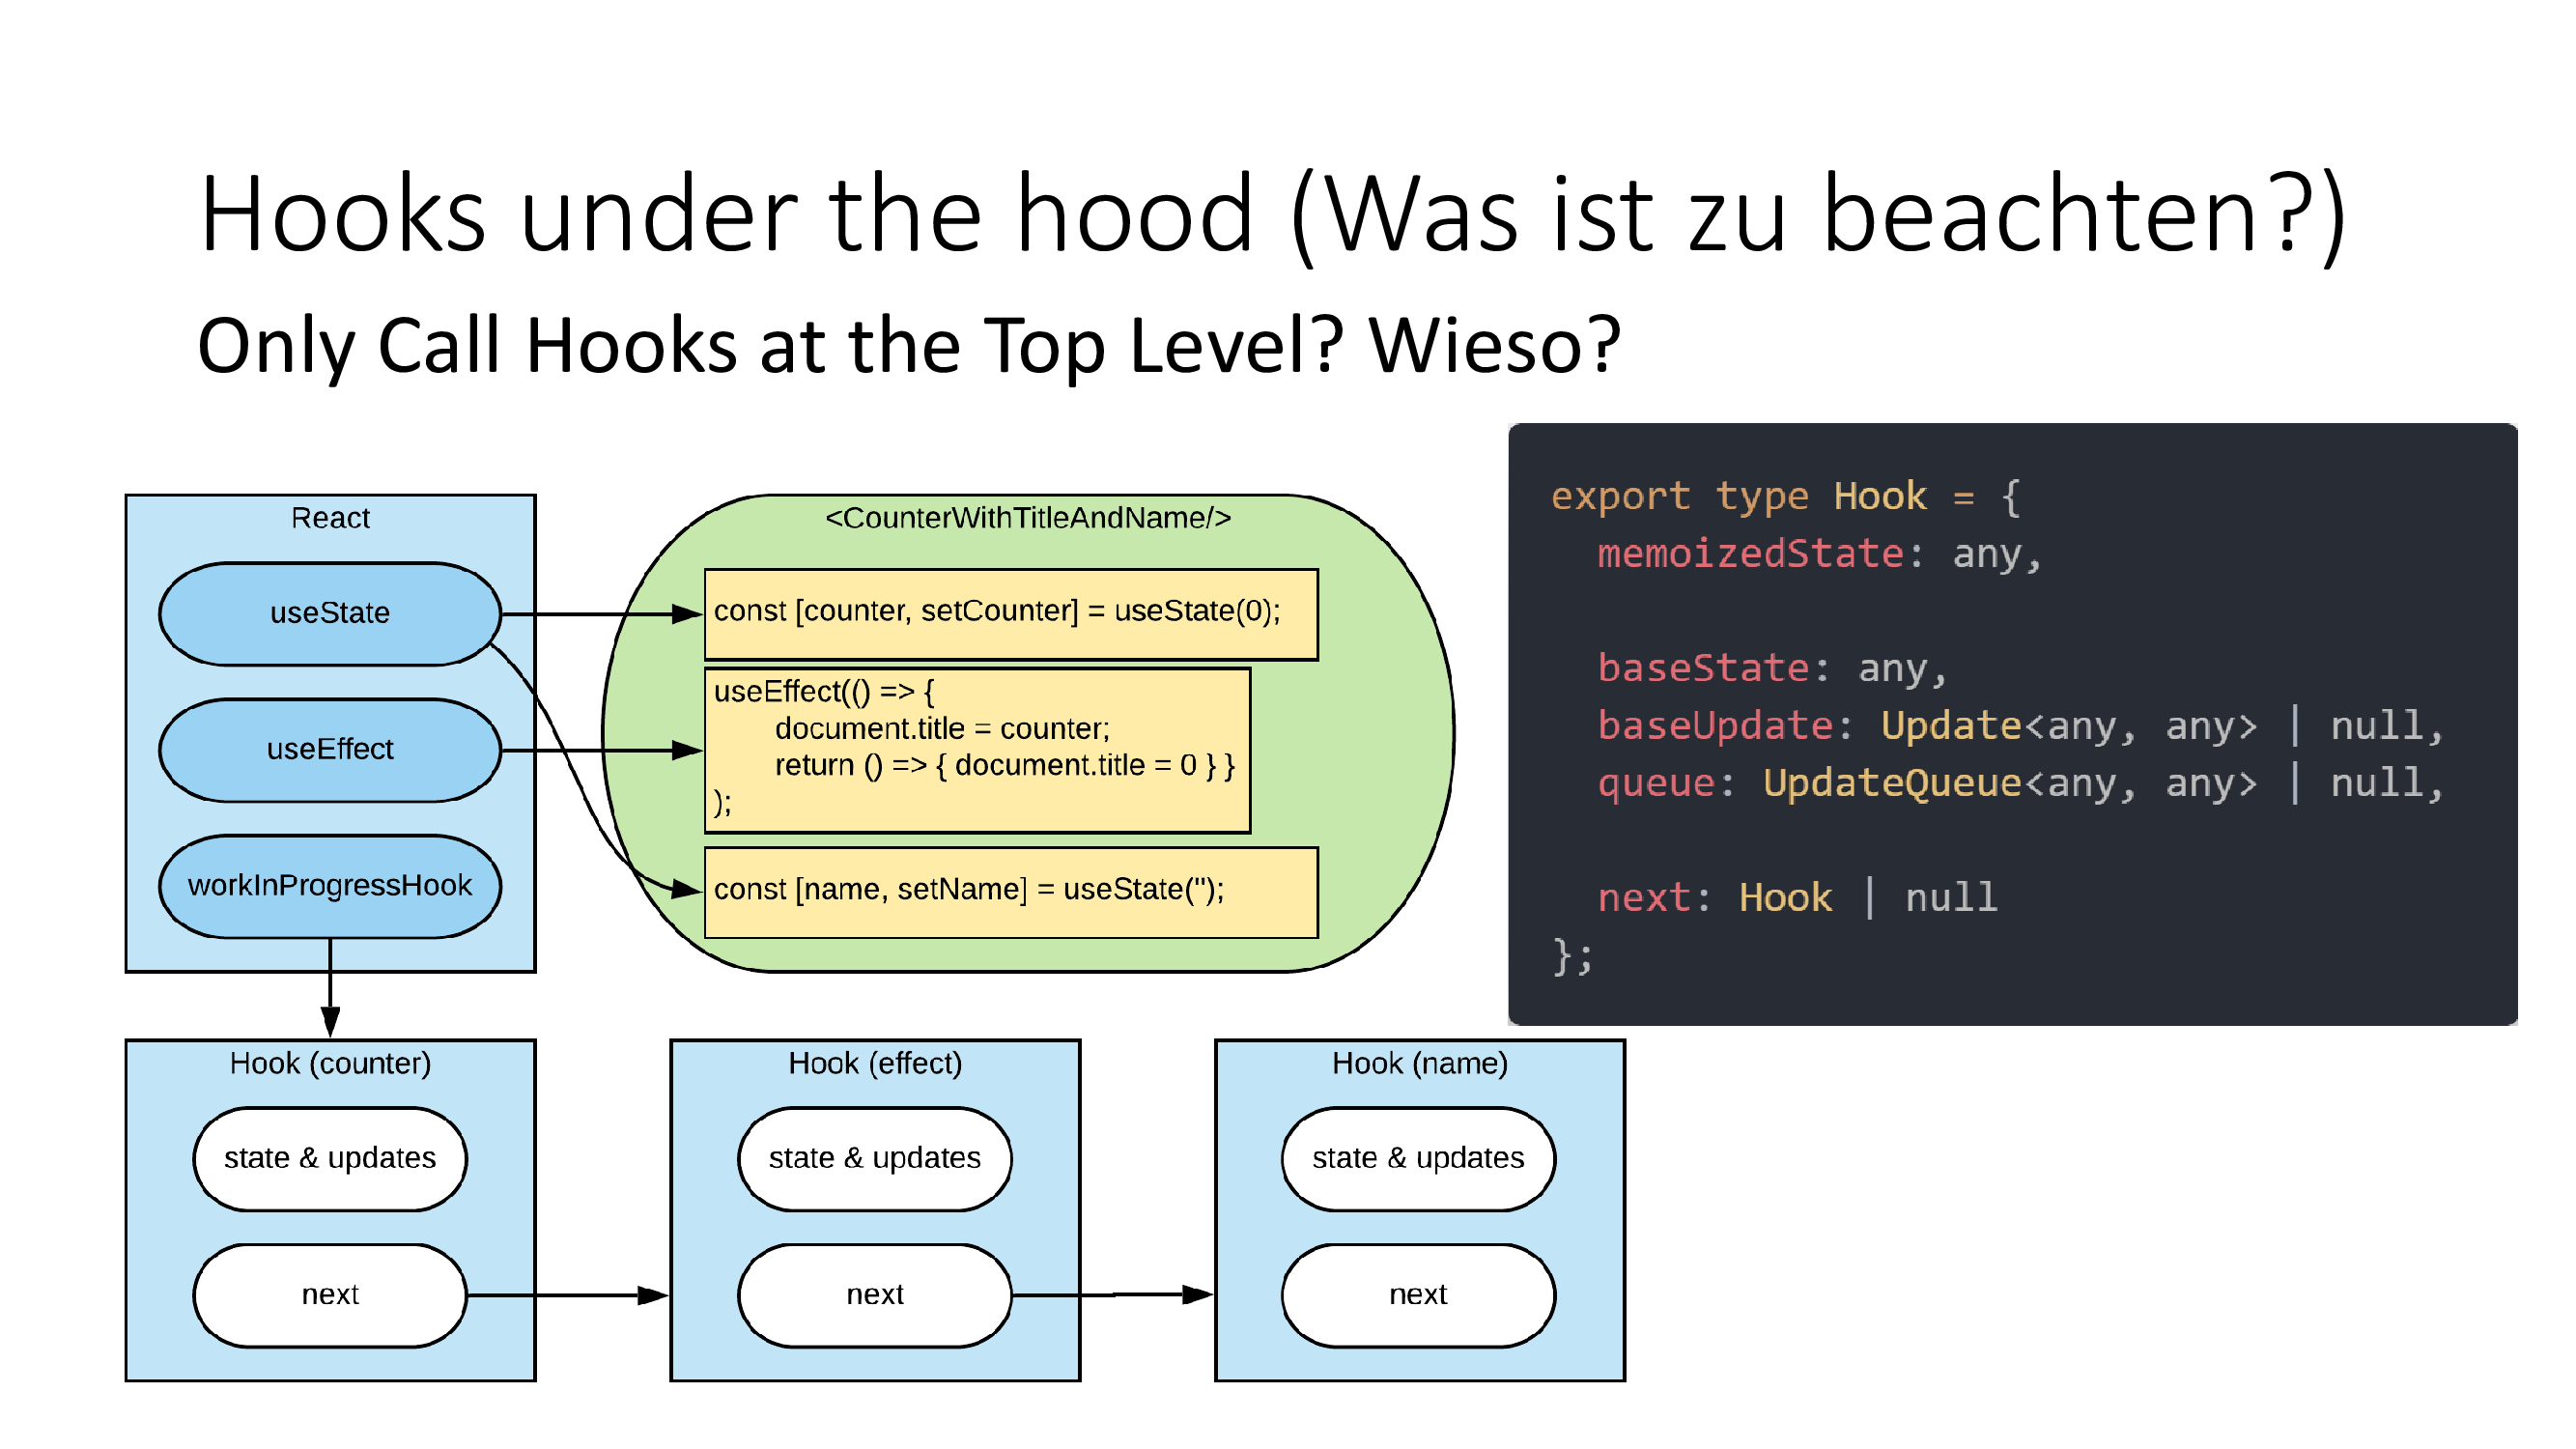 Hooks under the hood (Was ist zu beachten?)
Only Call Hooks at the Top Level? Wieso?
React
useState
useEffect
workInProgressHook
<CounterWithTitleAndName/>
const [counter, setCounter] = useState(0);
useEffect(() => {
document.title = counter;
return () => { document.title = 0 } }
);
const [name, setName] = useState('');
export type Hook = {
memoizedState: any,
baseState: any,
baseUpdate: Update<any, any> | null,
queue: UpdateQueue<any, any> | null,
next: Hook | null
};
Hook (counter)
state & updates
next
Hook (effect)
state & updates
next
Hook (name)
state & updates
next